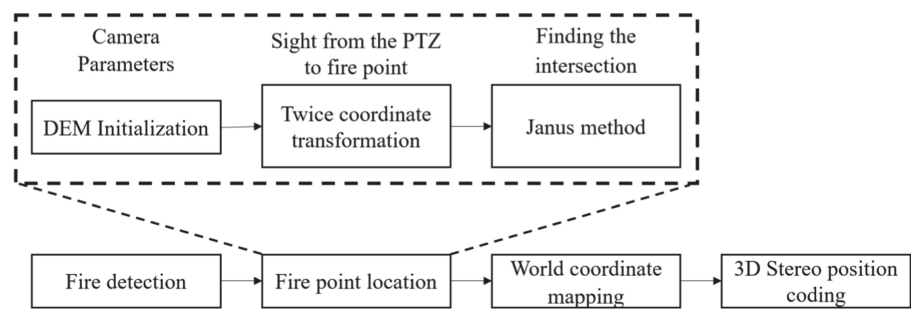 Camera
Parameters
Sight from the PTZ
to fire point
Finding the
intersection
DEM Initialization
Twice coordinate
transformation
Janus method
Fire detection
Fire point location
World coordinate
mapping
3D Stereo position
coding